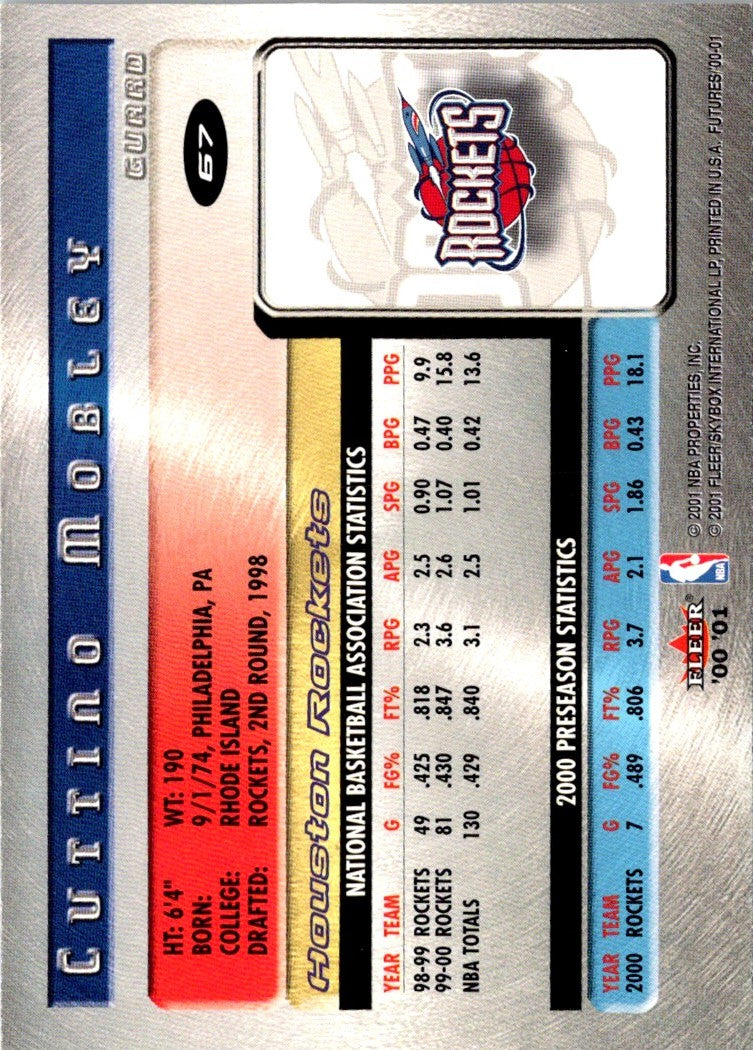 CUTTINO MOBLEY
GUARD
67
HT: 6'4" WT: 190
BORN: 9/1/74, PHILADELPHIA, PA
COLLEGE: RHODE ISLAND
DRAFTED: ROCKETS, 2ND ROUND, 1998
ROCKETS
Houston Rockets
NATIONAL BASKETBALL ASSOCIATION STATISTICS
YEAR TEAM G FG% FT% RPG APG SPG BPG PPG
98-99 ROCKETS 49 .425 .818 2.3 2.5 0.90 0.47 9.9
99-00 ROCKETS 81 .430 .847 3.6 2.6 1.07 0.40 15.8
NBA TOTALS 130 .429 .840 3.1 2.5 1.01 0.42 13.6
2000 PRESEASON STATISTICS
YEAR TEAM G FG% FT% RPG APG SPG BPG PPG
2000 ROCKETS 7 .489 .806 3.7 2.1 1.86 0.43 18.1
FLEER®
'00 '01
NBA
© 2001 NBA PROPERTIES, INC.
© 2001 FLEER/SKYBOX INTERNATIONAL LP, PRINTED IN U.S.A. FUTURES/'00-01